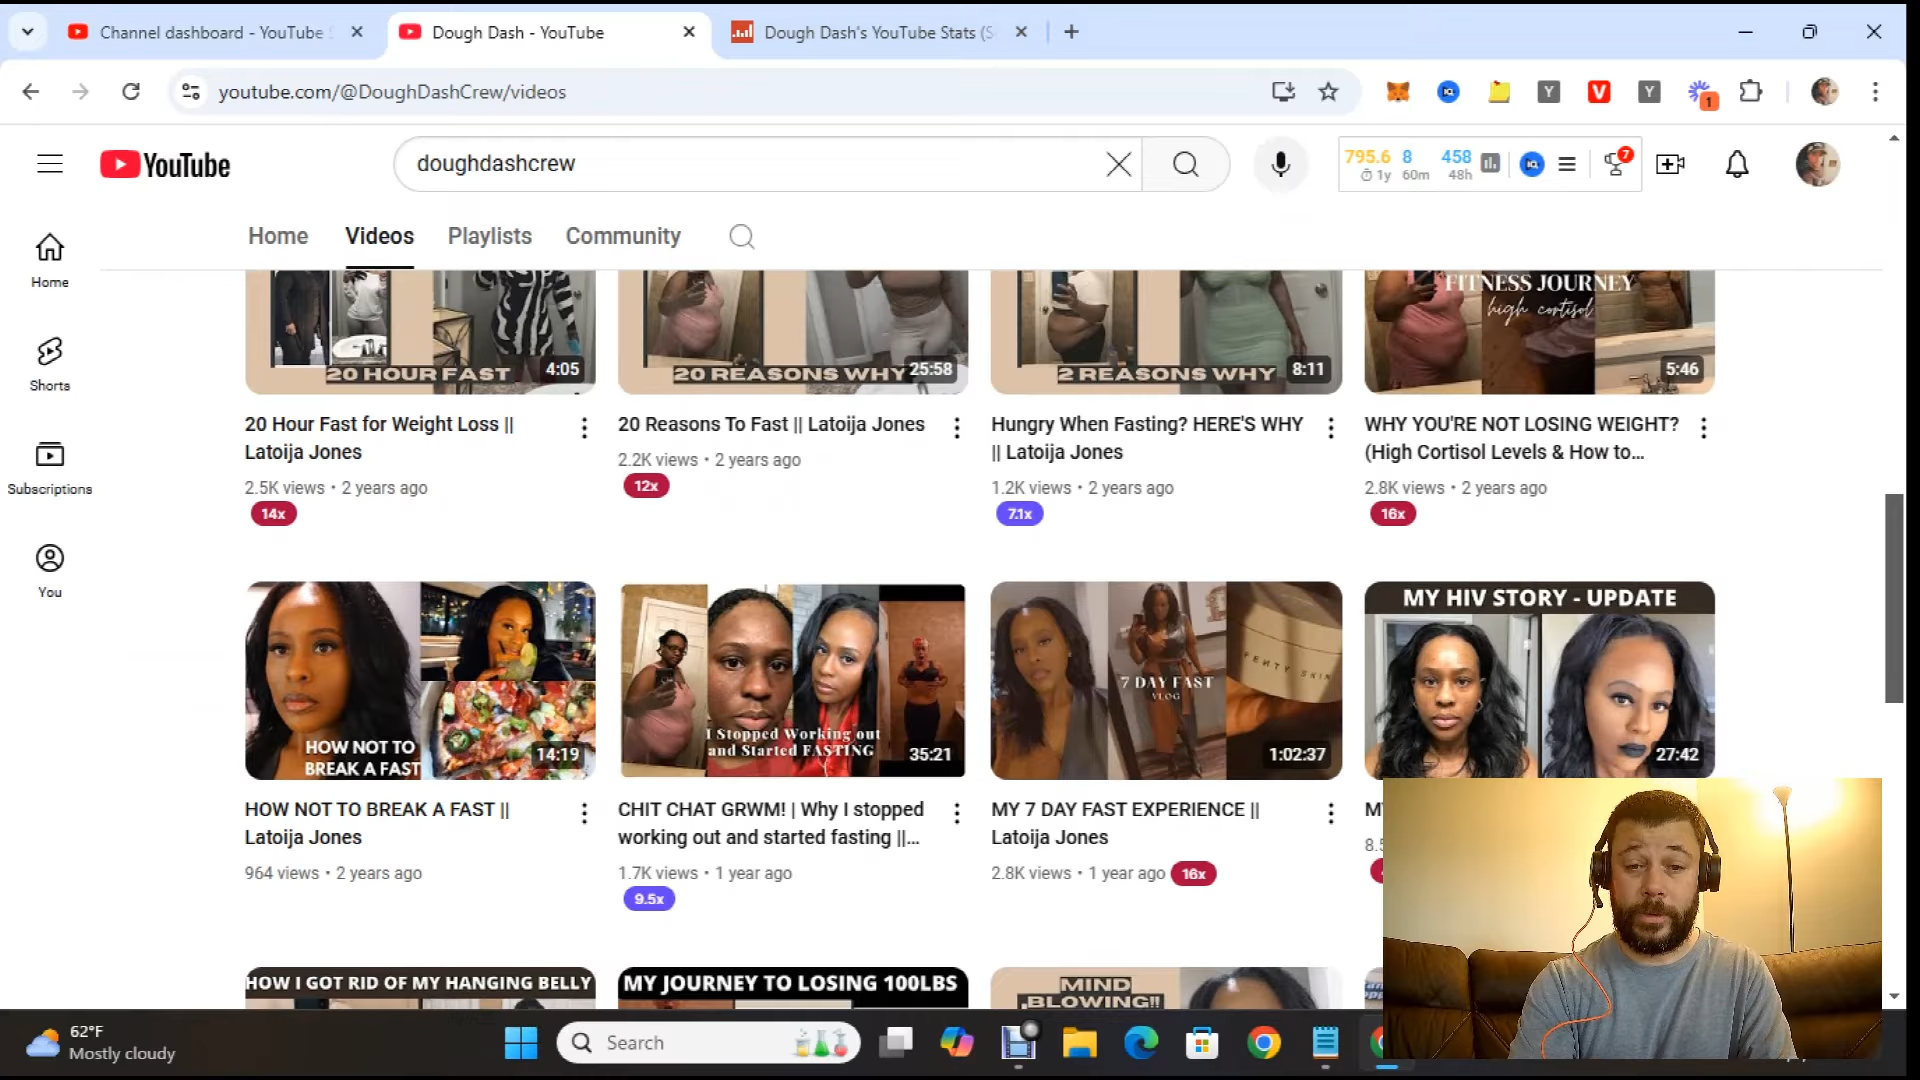 Channel dashboard - YouTube
Dough Dash - YouTube
Dough Dash's YouTube Stats (S
youtube.com/@DoughDashCrew/videos
1
YouTube
doughdashcrew
795.6 8 458
1y 60m 48h
7
Home
Videos
Playlists
Community
Home
Shorts
Subscriptions
You
20 HOUR FAST
4:05
20 Hour Fast for Weight Loss ||
Latoija Jones
2.5K views • 2 years ago
14x
20 REASONS WHY
25:58
20 Reasons To Fast || Latoija Jones
2.2K views • 2 years ago
12x
2 REASONS WHY
8:11
Hungry When Fasting? HERE'S WHY
|| Latoija Jones
1.2K views • 2 years ago
7.1x
FITNESS JOURNEY
high cortisol
5:46
WHY YOU'RE NOT LOSING WEIGHT?
(High Cortisol Levels & How to...
2.8K views • 2 years ago
16x
HOW NOT TO
BREAK A FAST
14:19
HOW NOT TO BREAK A FAST ||
Latoija Jones
964 views • 2 years ago
I Stopped Working out
and Started FASTING
35:21
CHIT CHAT GRWM! | Why I stopped
working out and started fasting ||...
1.7K views • 1 year ago
9.5x
7 DAY FAST
VLOG
FENTY SKIN
1:02:37
MY 7 DAY FAST EXPERIENCE ||
Latoija Jones
2.8K views • 1 year ago 16x
MY HIV STORY - UPDATE
27:42
8.5
HOW I GOT RID OF MY HANGING BELLY
MY JOURNEY TO LOSING 100LBS
MIND
BLOWING!!
62°F
Mostly cloudy
Search